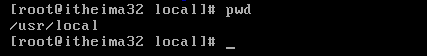 [root@itheima32 local]# pwd
/usr/local
[root@itheima32 local]# _